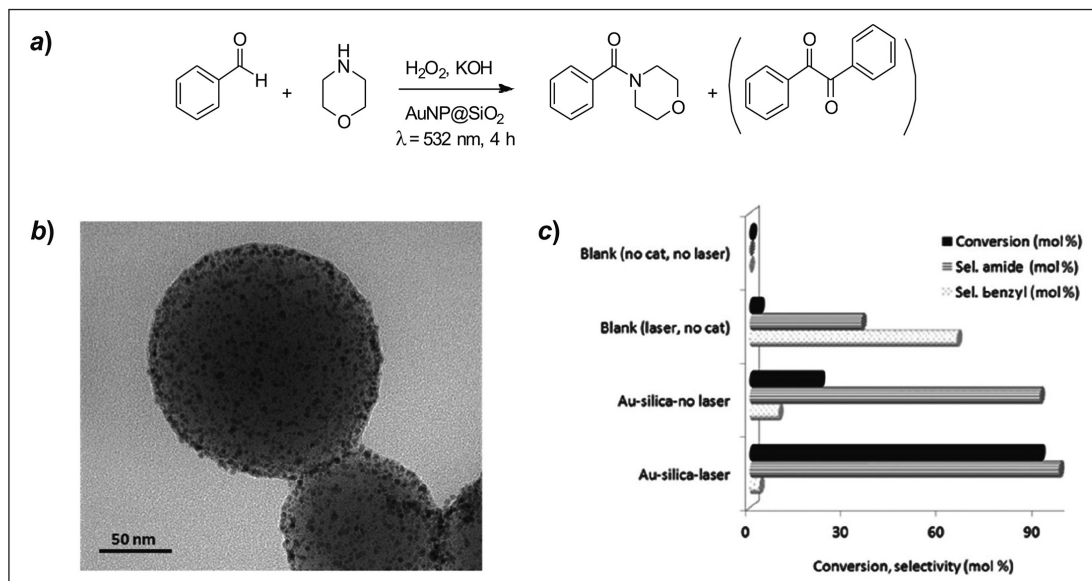 a)
O
H
+
H
N
O
H₂O₂, KOH
AuNP@SiO₂
λ = 532 nm, 4 h
O
N
O
+
O
O
b)
50 nm
c)
Blank (no cat, no laser)
Blank (laser, no cat)
Au-silica-no laser
Au-silica-laser
Conversion (mol %)
Sel. amide (mol %)
Sel. benzyl (mol %)
0 30 60 90
Conversion, selectivity (mol %)